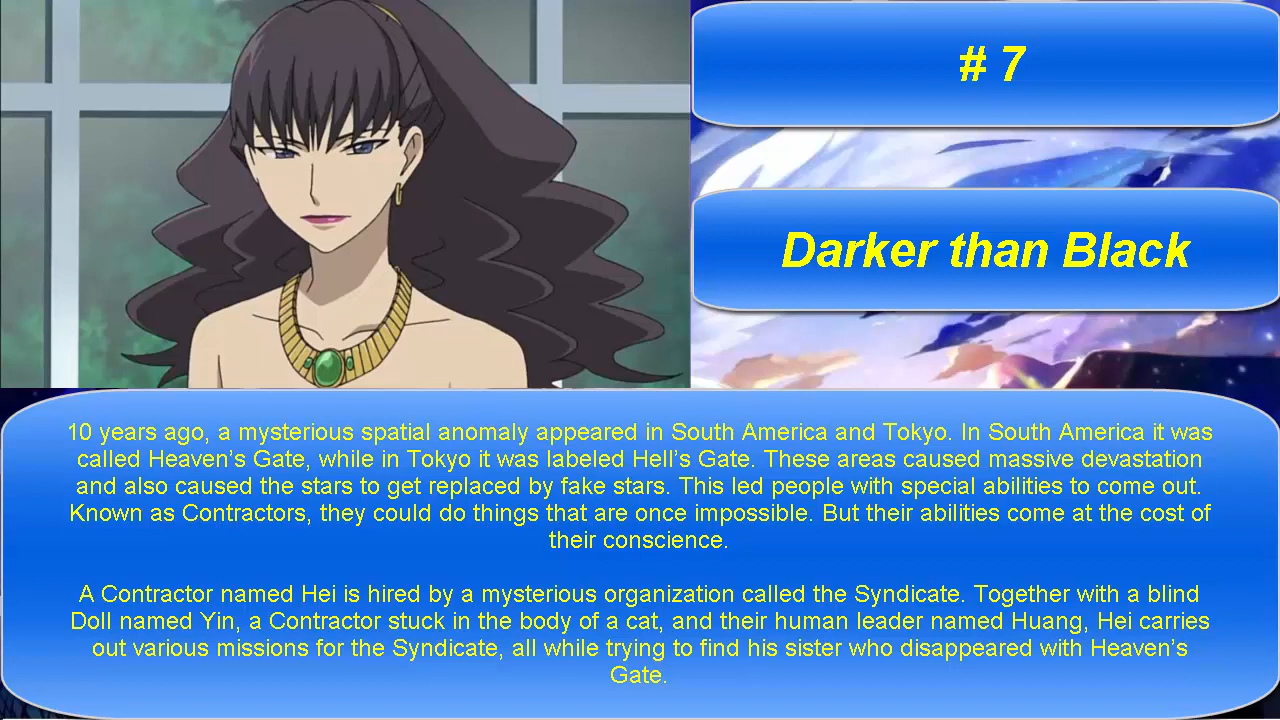 # 7
Darker than Black
10 years ago, a mysterious spatial anomaly appeared in South America and Tokyo. In South America it was
called Heaven’s Gate, while in Tokyo it was labeled Hell’s Gate. These areas caused massive devastation
and also caused the stars to get replaced by fake stars. This led people with special abilities to come out.
Known as Contractors, they could do things that are once impossible. But their abilities come at the cost of
their conscience.
A Contractor named Hei is hired by a mysterious organization called the Syndicate. Together with a blind
Doll named Yin, a Contractor stuck in the body of a cat, and their human leader named Huang, Hei carries
out various missions for the Syndicate, all while trying to find his sister who disappeared with Heaven’s
Gate.